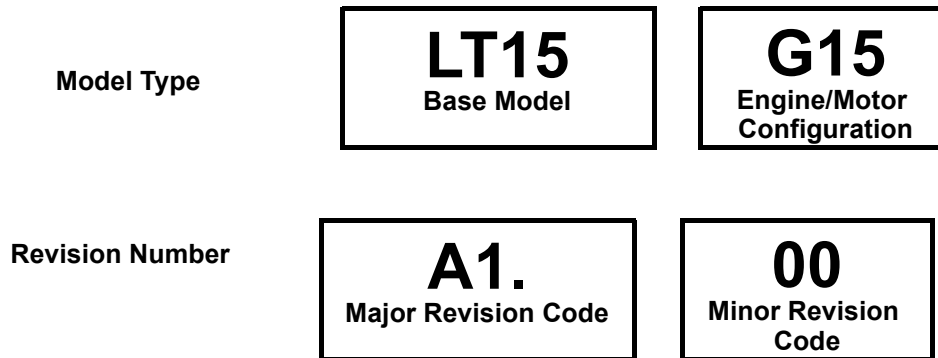 Model Type
LT15
Base Model
G15
Engine/Motor
Configuration
Revision Number
A1.
Major Revision Code
00
Minor Revision
Code